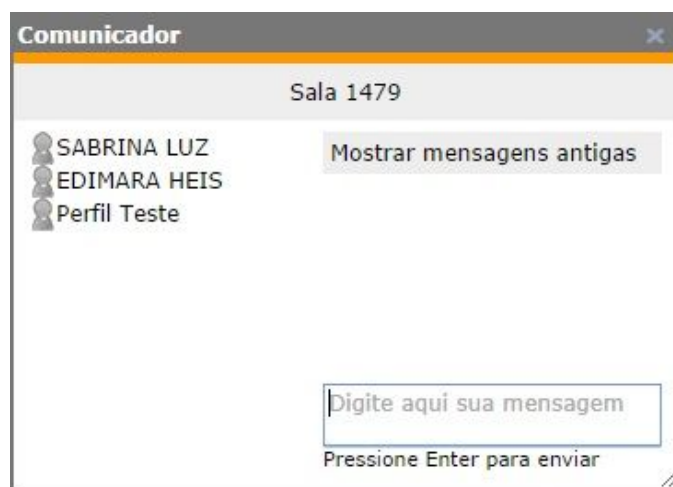 Comunicador
Sala 1479
SABRINA LUZ
EDIMARA HEIS
Perfil Teste
Mostrar mensagens antigas
Digite aqui sua mensagem
Pressione Enter para enviar